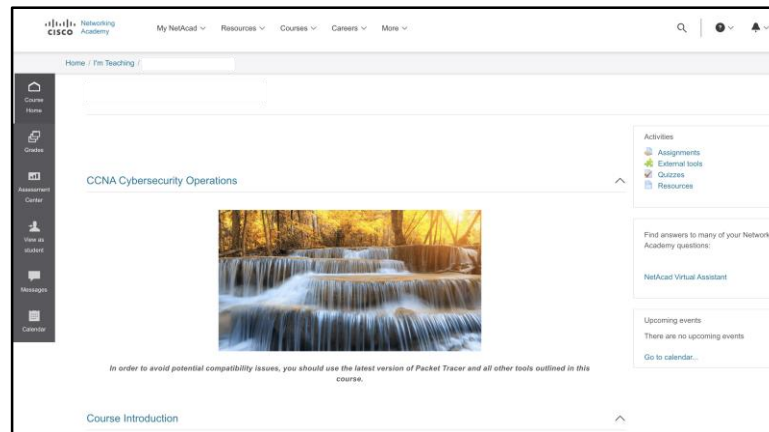 CISCO Networking Academy
My NetAcad Resources Courses Careers More
Home / I'm Teaching /
Course Home
Grades
Assessment Center
View as student
Messages
Calendar
CCNA Cybersecurity Operations
In order to avoid potential compatibility issues, you should use the latest version of Packet Tracer and all other tools outlined in this
course.
Course Introduction
Activities
Assignments
External tools
Quizzes
Resources
Find answers to many of your Network
Academy questions:
NetAcad Virtual Assistant
Upcoming events
There are no upcoming events
Go to calendar...